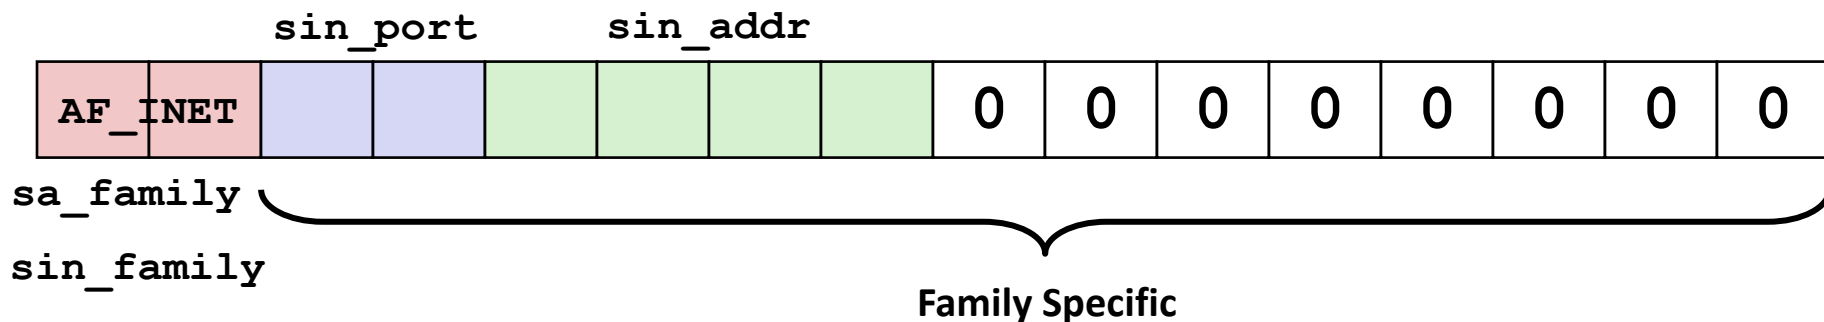 sin_port sin_addr
AF_INET 0 0 0 0 0 0 0 0
sa_family
sin_family
Family Specific